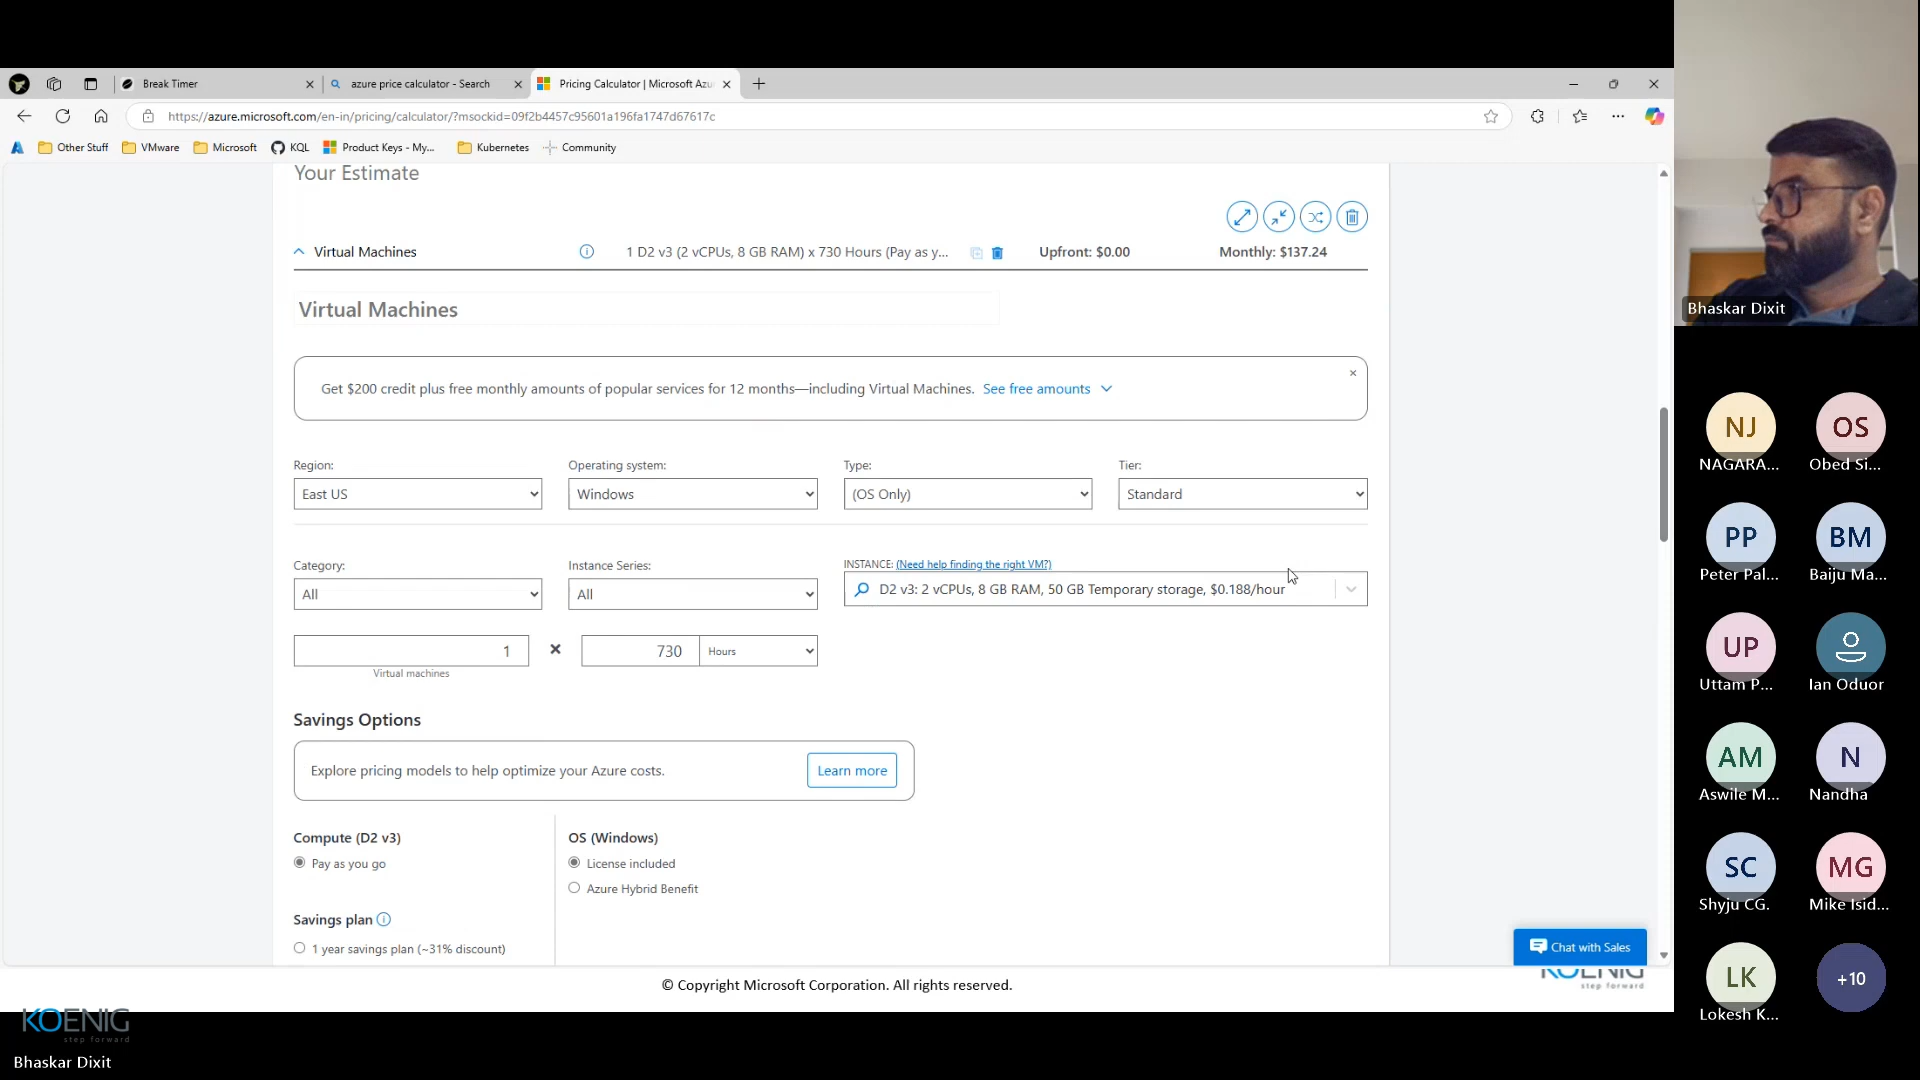 Break Timer
azure price calculator - Search
Pricing Calculator | Microsoft Azu
https://azure.microsoft.com/en-in/pricing/calculator/?msockid=09f2b4457c95601a196fa1747d67617c
Other Stuff
VMware
Microsoft
KQL
Product Keys - My...
Kubernetes
Community
Your Estimate
Virtual Machines
1 D2 v3 (2 vCPUs, 8 GB RAM) x 730 Hours (Pay as y...
Upfront: $0.00
Monthly: $137.24
Virtual Machines
Get $200 credit plus free monthly amounts of popular services for 12 months—including Virtual Machines. See free amounts
Region:
Operating system:
Type:
Tier:
East US
Windows
(OS Only)
Standard
Category:
Instance Series:
INSTANCE: (Need help finding the right VM?)
All
All
D2 v3: 2 vCPUs, 8 GB RAM, 50 GB Temporary storage, $0.188/hour
1
730
Hours
Virtual machines
Savings Options
Explore pricing models to help optimize your Azure costs.
Learn more
Compute (D2 v3)
Pay as you go
OS (Windows)
License included
Azure Hybrid Benefit
Savings plan
1 year savings plan (~31% discount)
Chat with Sales
KOENIG
step forward
© Copyright Microsoft Corporation. All rights reserved.
KOENIG
step forward
Bhaskar Dixit
Bhaskar Dixit
NJ
NAGARA...
OS
Obed Si...
PP
Peter Pal...
BM
Baiju Ma...
UP
Uttam P...
Ian Oduor
AM
Aswile M...
N
Nandha
SC
Shyju CG.
MG
Mike Isid...
LK
Lokesh K...
+10